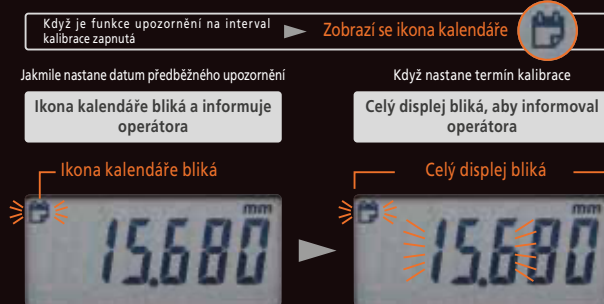 Když je funkce upozornění na interval
kalibrace zapnutá
Zobrazí se ikona kalendáře
Jakmile nastane datum předběžného upozornění
Když nastane termín kalibrace
Ikona kalendáře bliká a informuje
operátora
Celý displej bliká, aby informoval
operátora
Ikona kalendáře bliká
Celý displej bliká
mm
15.680
mm
15.680